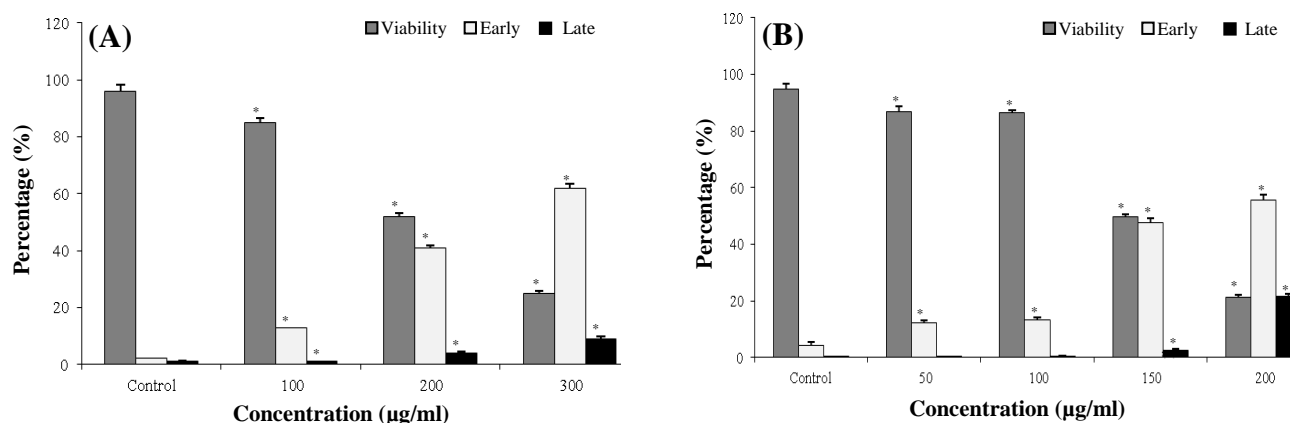 (A)
Viability Early Late
120
100
80
60
40
20
0
Percentage (%)
* * * * * * * * *
Control 100 200 300
Concentration (μg/ml)
(B)
Viability Early Late
120
100
80
60
40
20
0
Percentage (%)
* * * * * * * * * *
Control 50 100 150 200
Concentration (μg/ml)